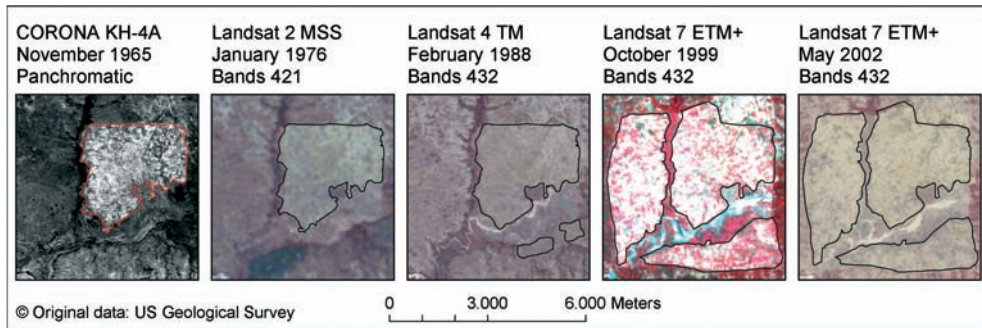 CORONA KH-4A
November 1965
Panchromatic
Landsat 2 MSS
January 1976
Bands 421
Landsat 4 TM
February 1988
Bands 432
Landsat 7 ETM+
October 1999
Bands 432
Landsat 7 ETM+
May 2002
Bands 432
© Original data: US Geological Survey
0 3.000 6.000 Meters